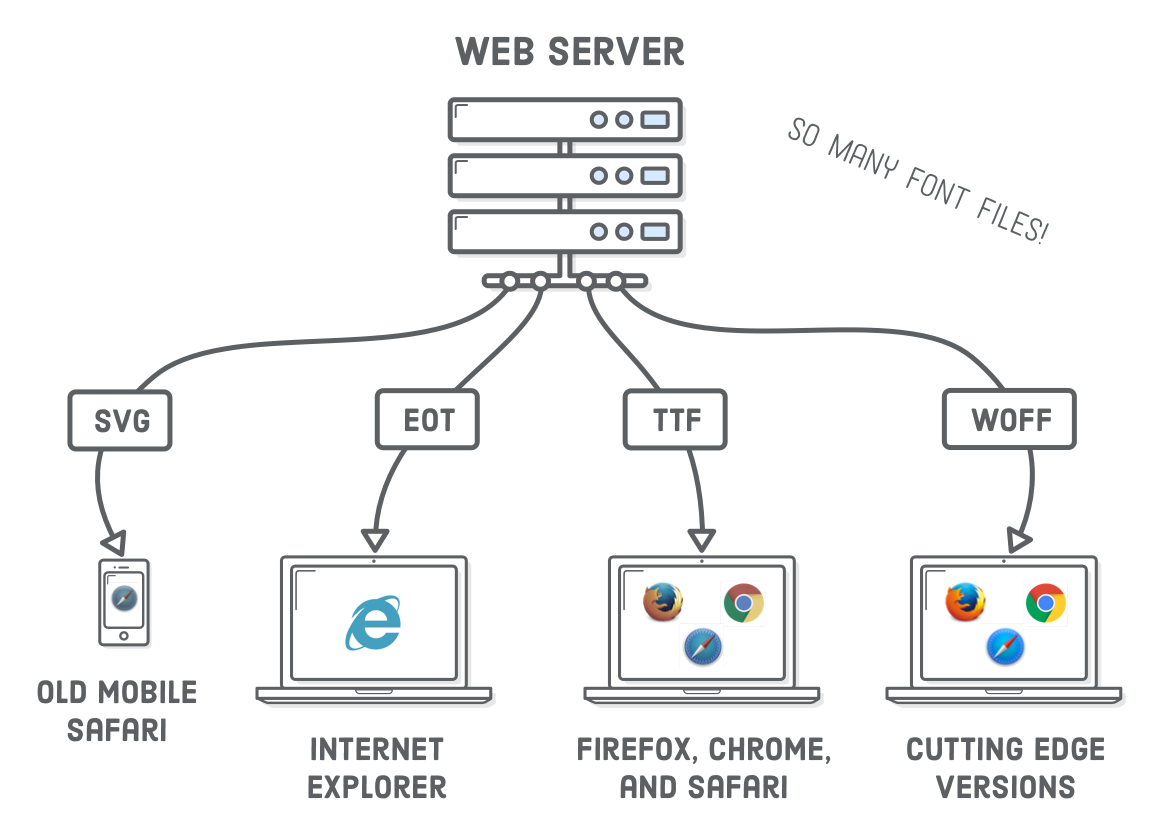 WEB SERVER
SO MANY FONT FILES!
SVG
EOT
TTF
WOFF
OLD MOBILE
SAFARI
INTERNET
EXPLORER
FIREFOX, CHROME,
AND SAFARI
CUTTING EDGE
VERSIONS